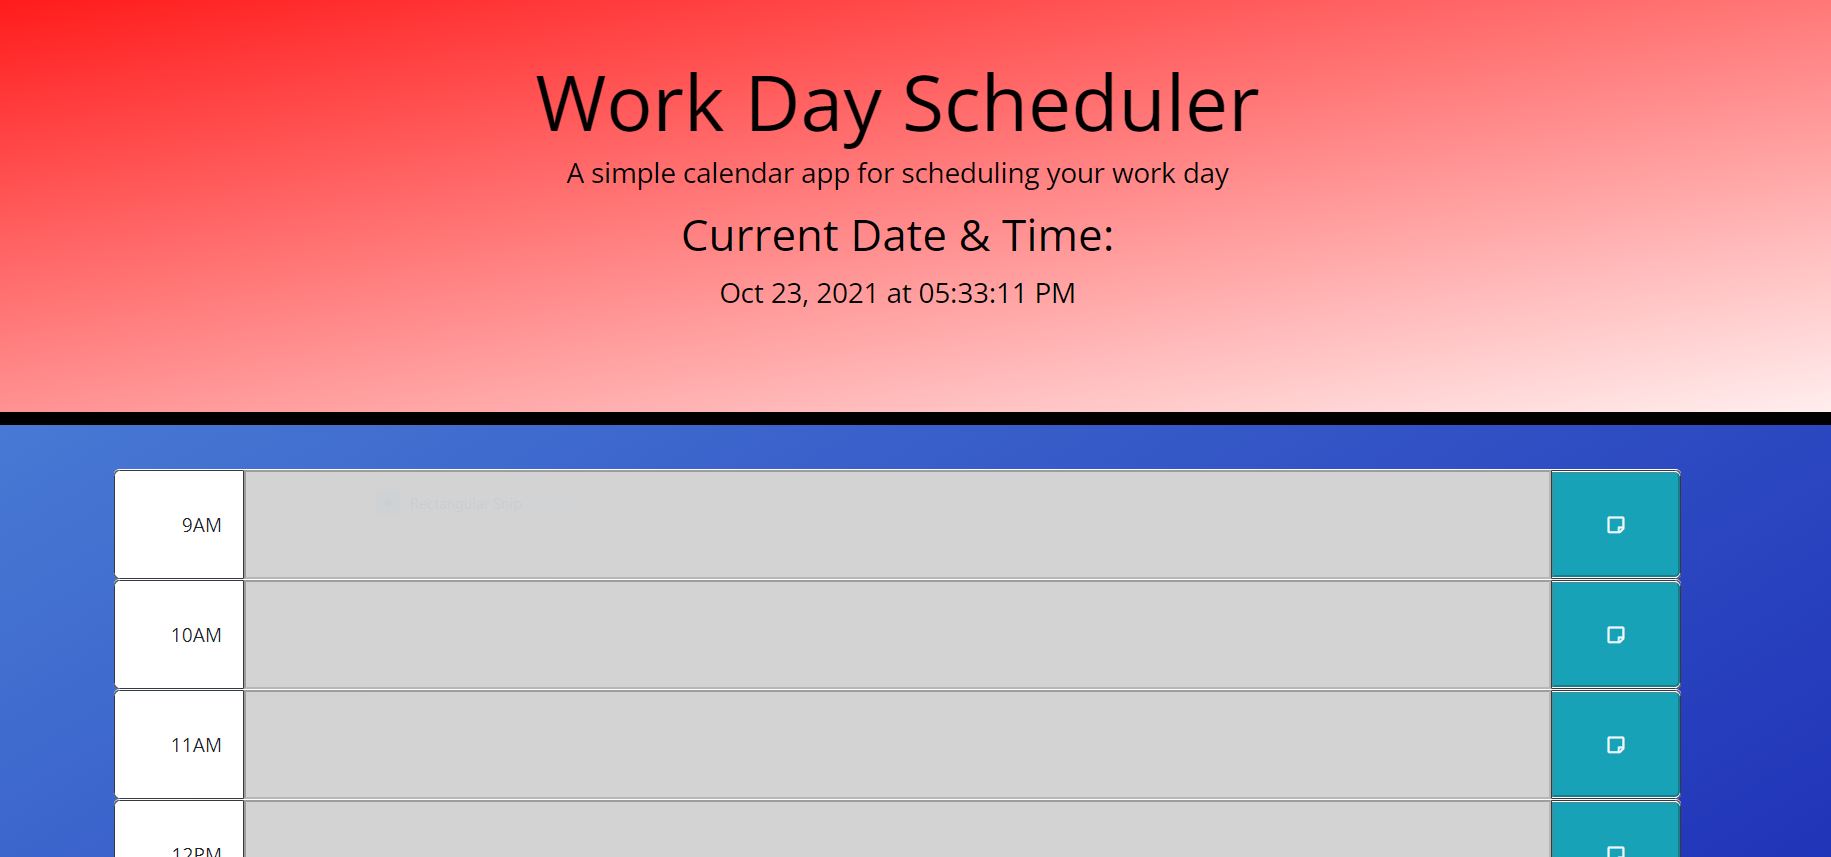 Work Day Scheduler
A simple calendar app for scheduling your work day
Current Date & Time:
Oct 23, 2021 at 05:33:11 PM
9AM
Rectangular Snip
10AM
11AM
12PM